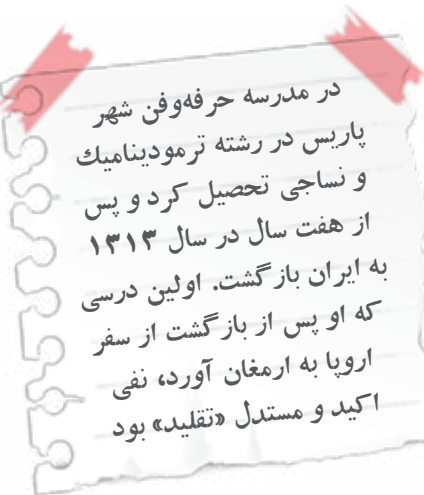 در مدرسه حرفه‌وفن شهر
پاریس در رشته ترمودینامیك
و نساجی تحصیل کرد و پس
از هفت سال در سال ۱۳۱۳
به ایران بازگشت. اولین درسی
که او پس از بازگشت از سفر
اروپا به ارمغان آورد، نفی
اکید و مستدل «تقلید» بود